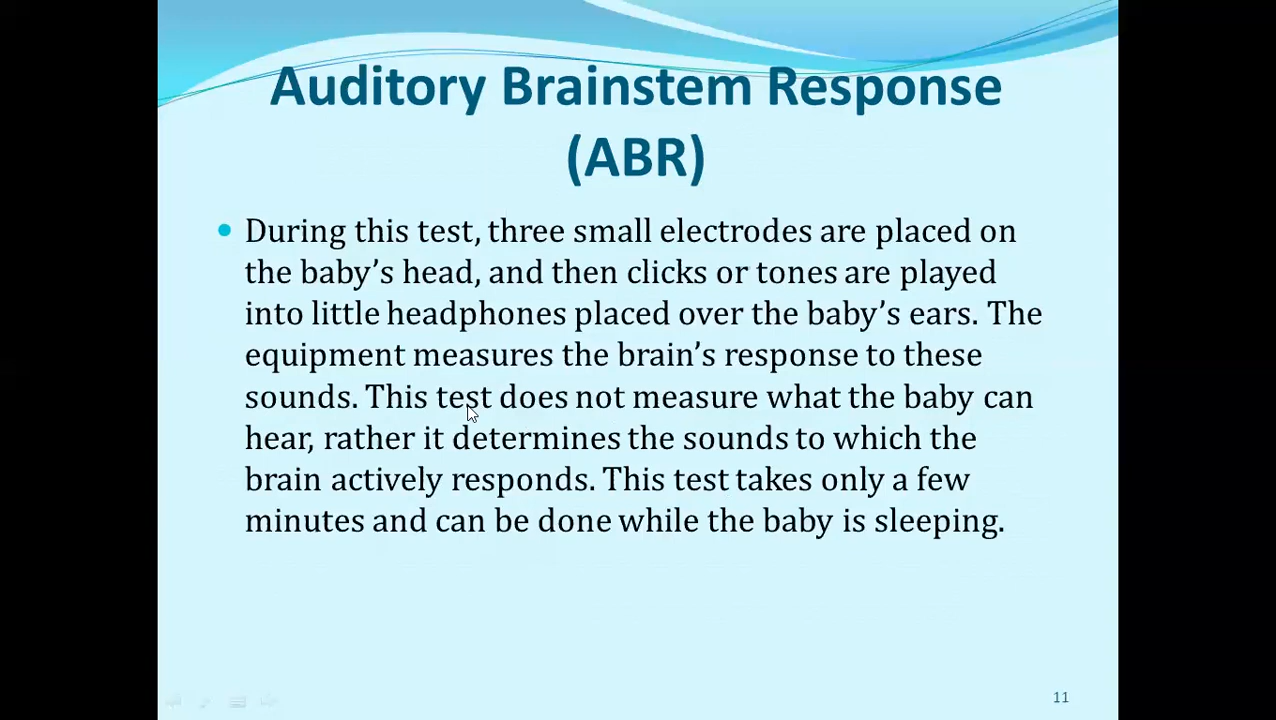 Auditory Brainstem Response
(ABR)
• During this test, three small electrodes are placed on
the baby’s head, and then clicks or tones are played
into little headphones placed over the baby’s ears. The
equipment measures the brain’s response to these
sounds. This test does not measure what the baby can
hear, rather it determines the sounds to which the
brain actively responds. This test takes only a few
minutes and can be done while the baby is sleeping.
11